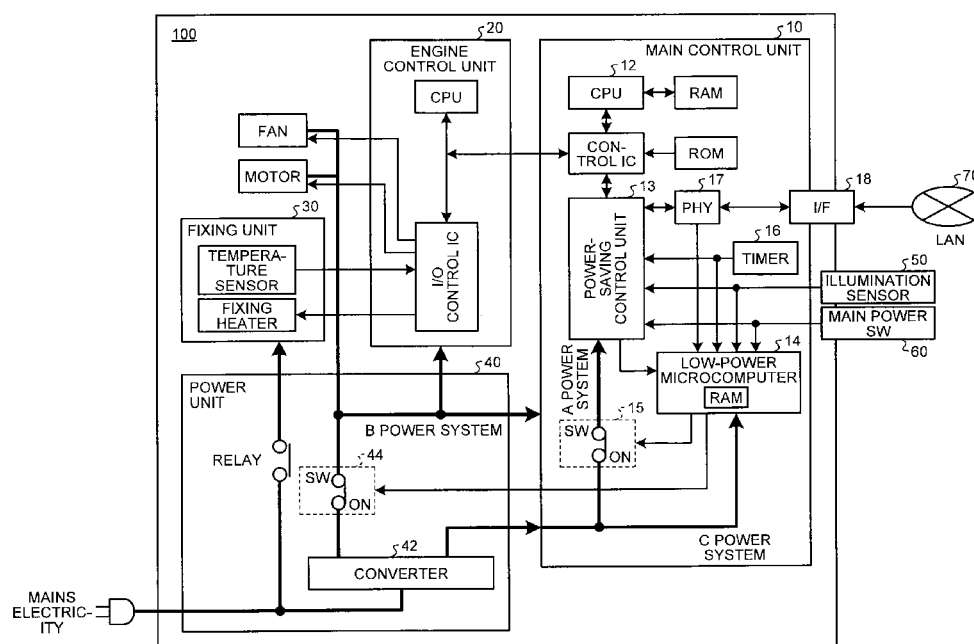 100
20
ENGINE
CONTROL UNIT
CPU
FAN
MOTOR
30
FIXING UNIT
TEMPERA-
TURE
SENSOR
FIXING
HEATER
I/O
CONTROL IC
10
MAIN CONTROL UNIT
12
CPU
RAM
CON-
TROL IC
ROM
13
POWER-
SAVING
CONTROL UNIT
17
PHY
18
I/F
70
LAN
16
TIMER
50
ILLUMINATION
SENSOR
MAIN POWER
SW
60
14
LOW-POWER
MICROCOMPUTER
RAM
A POWER
SYSTEM
15
SW
ON
40
POWER
UNIT
B POWER SYSTEM
RELAY
44
SW
ON
42
CONVERTER
C POWER
SYSTEM
MAINS
ELECTRIC-
ITY